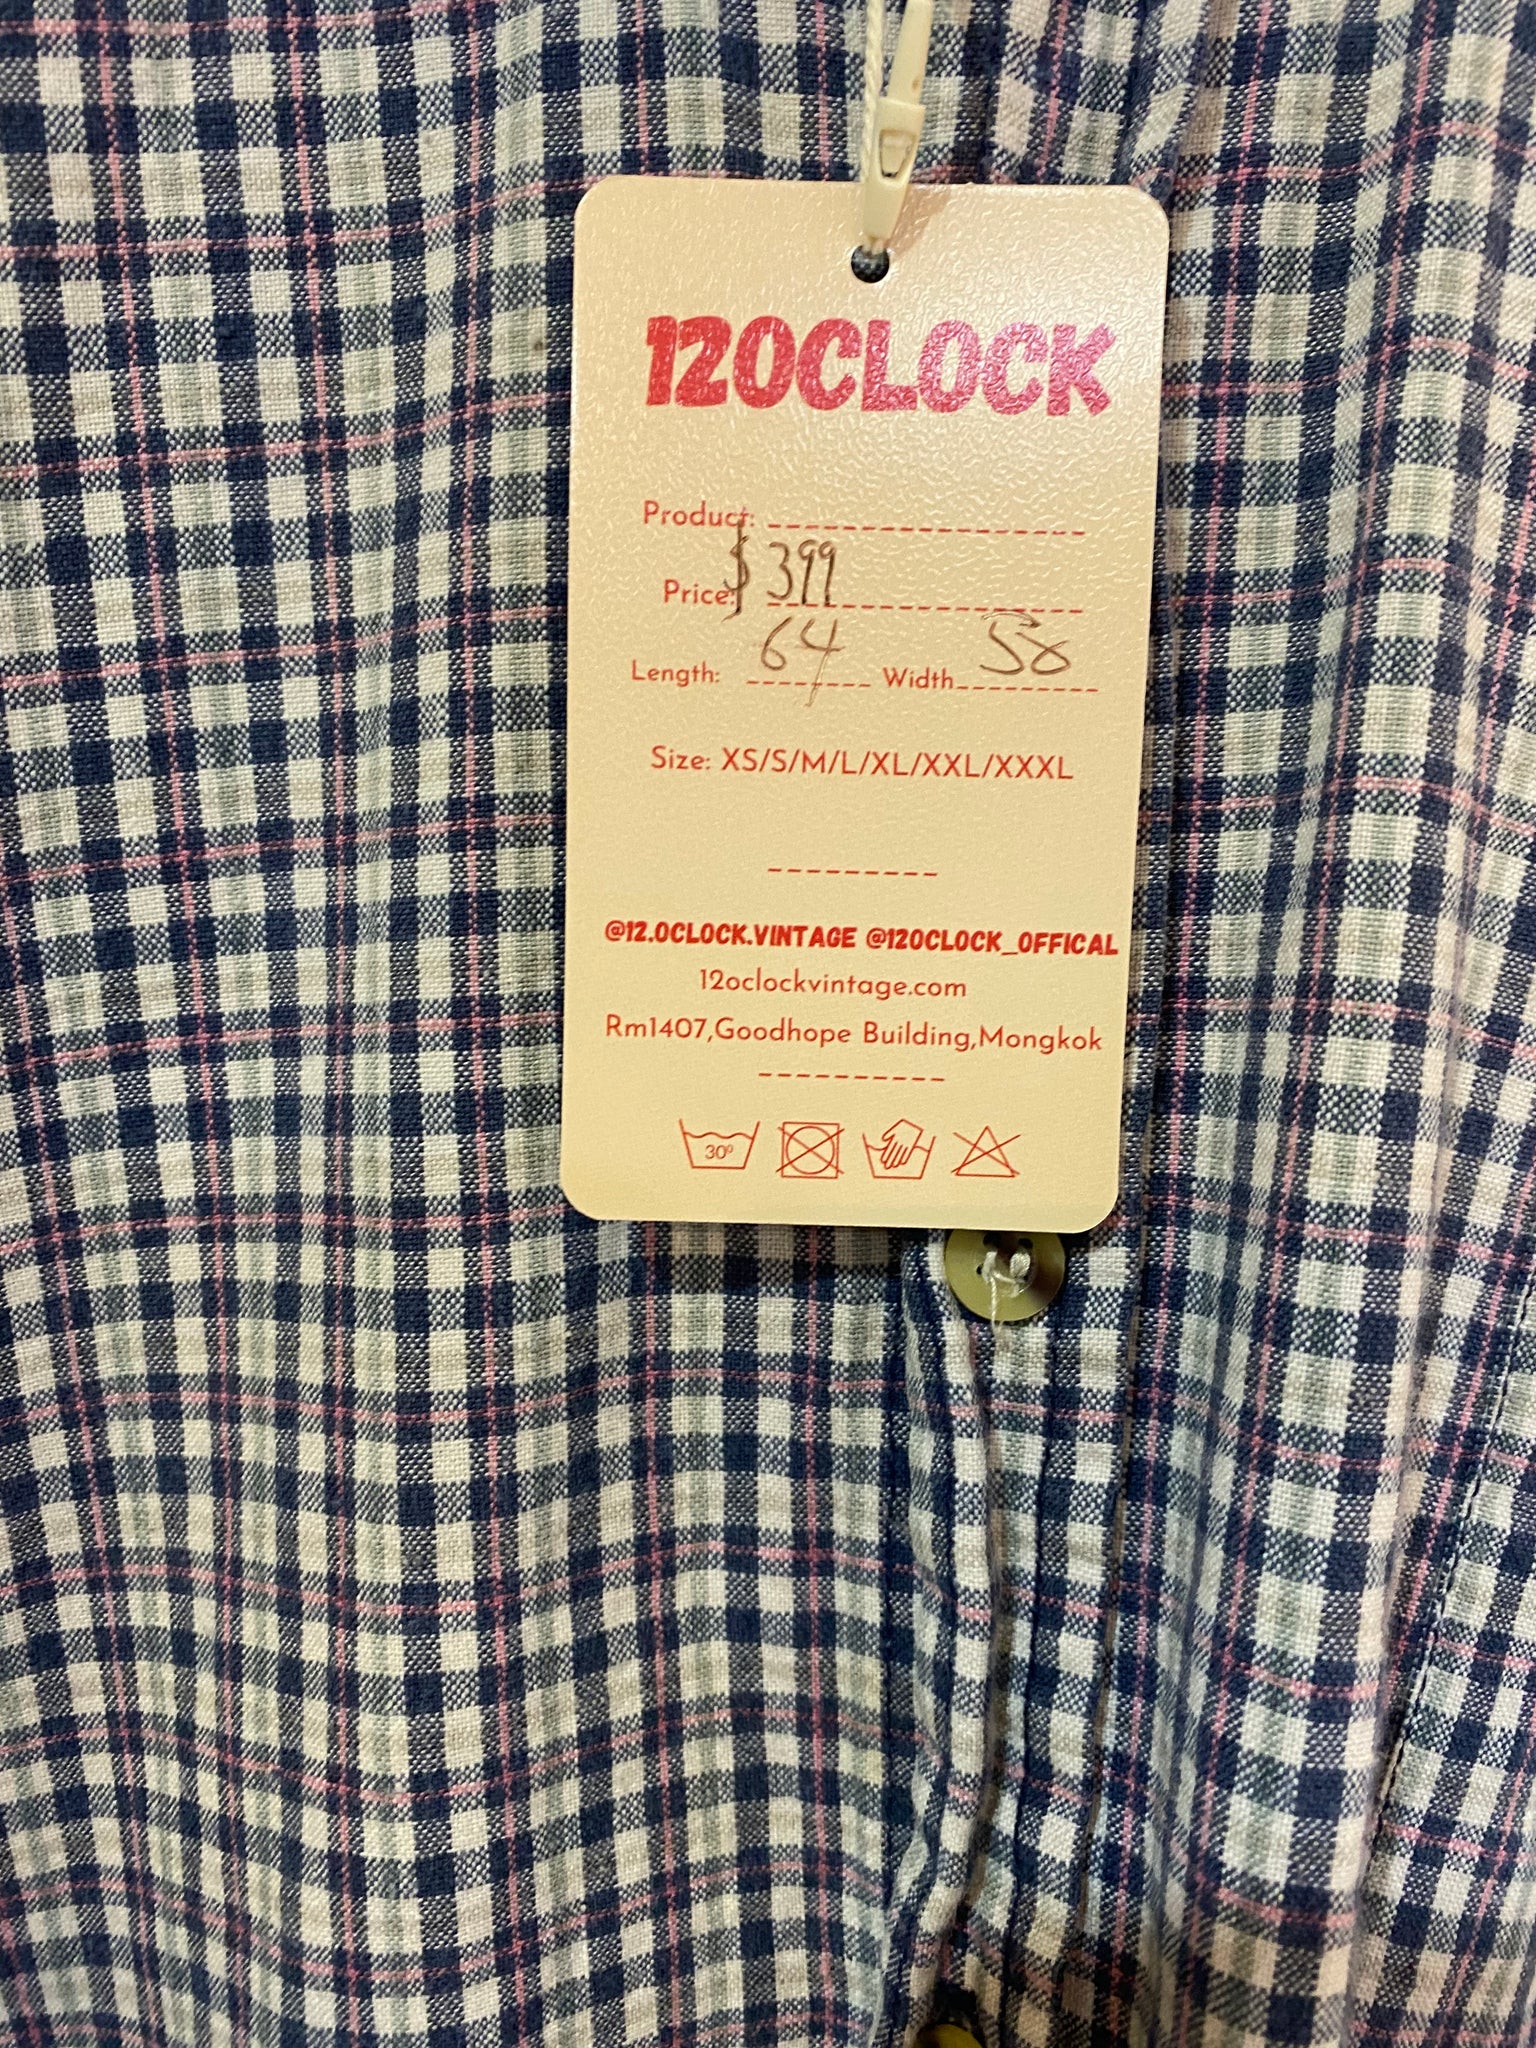 12OCLOCK
Product:
Price: $399
Length: 64 Width 58
Size: XS/S/M/L/XL/XXL/XXXL
@12.OCLOCK.VINTAGE @12OCLOCK_OFFICAL
12oclockvintage.com
Rm1407,Goodhope Building,Mongkok
30°